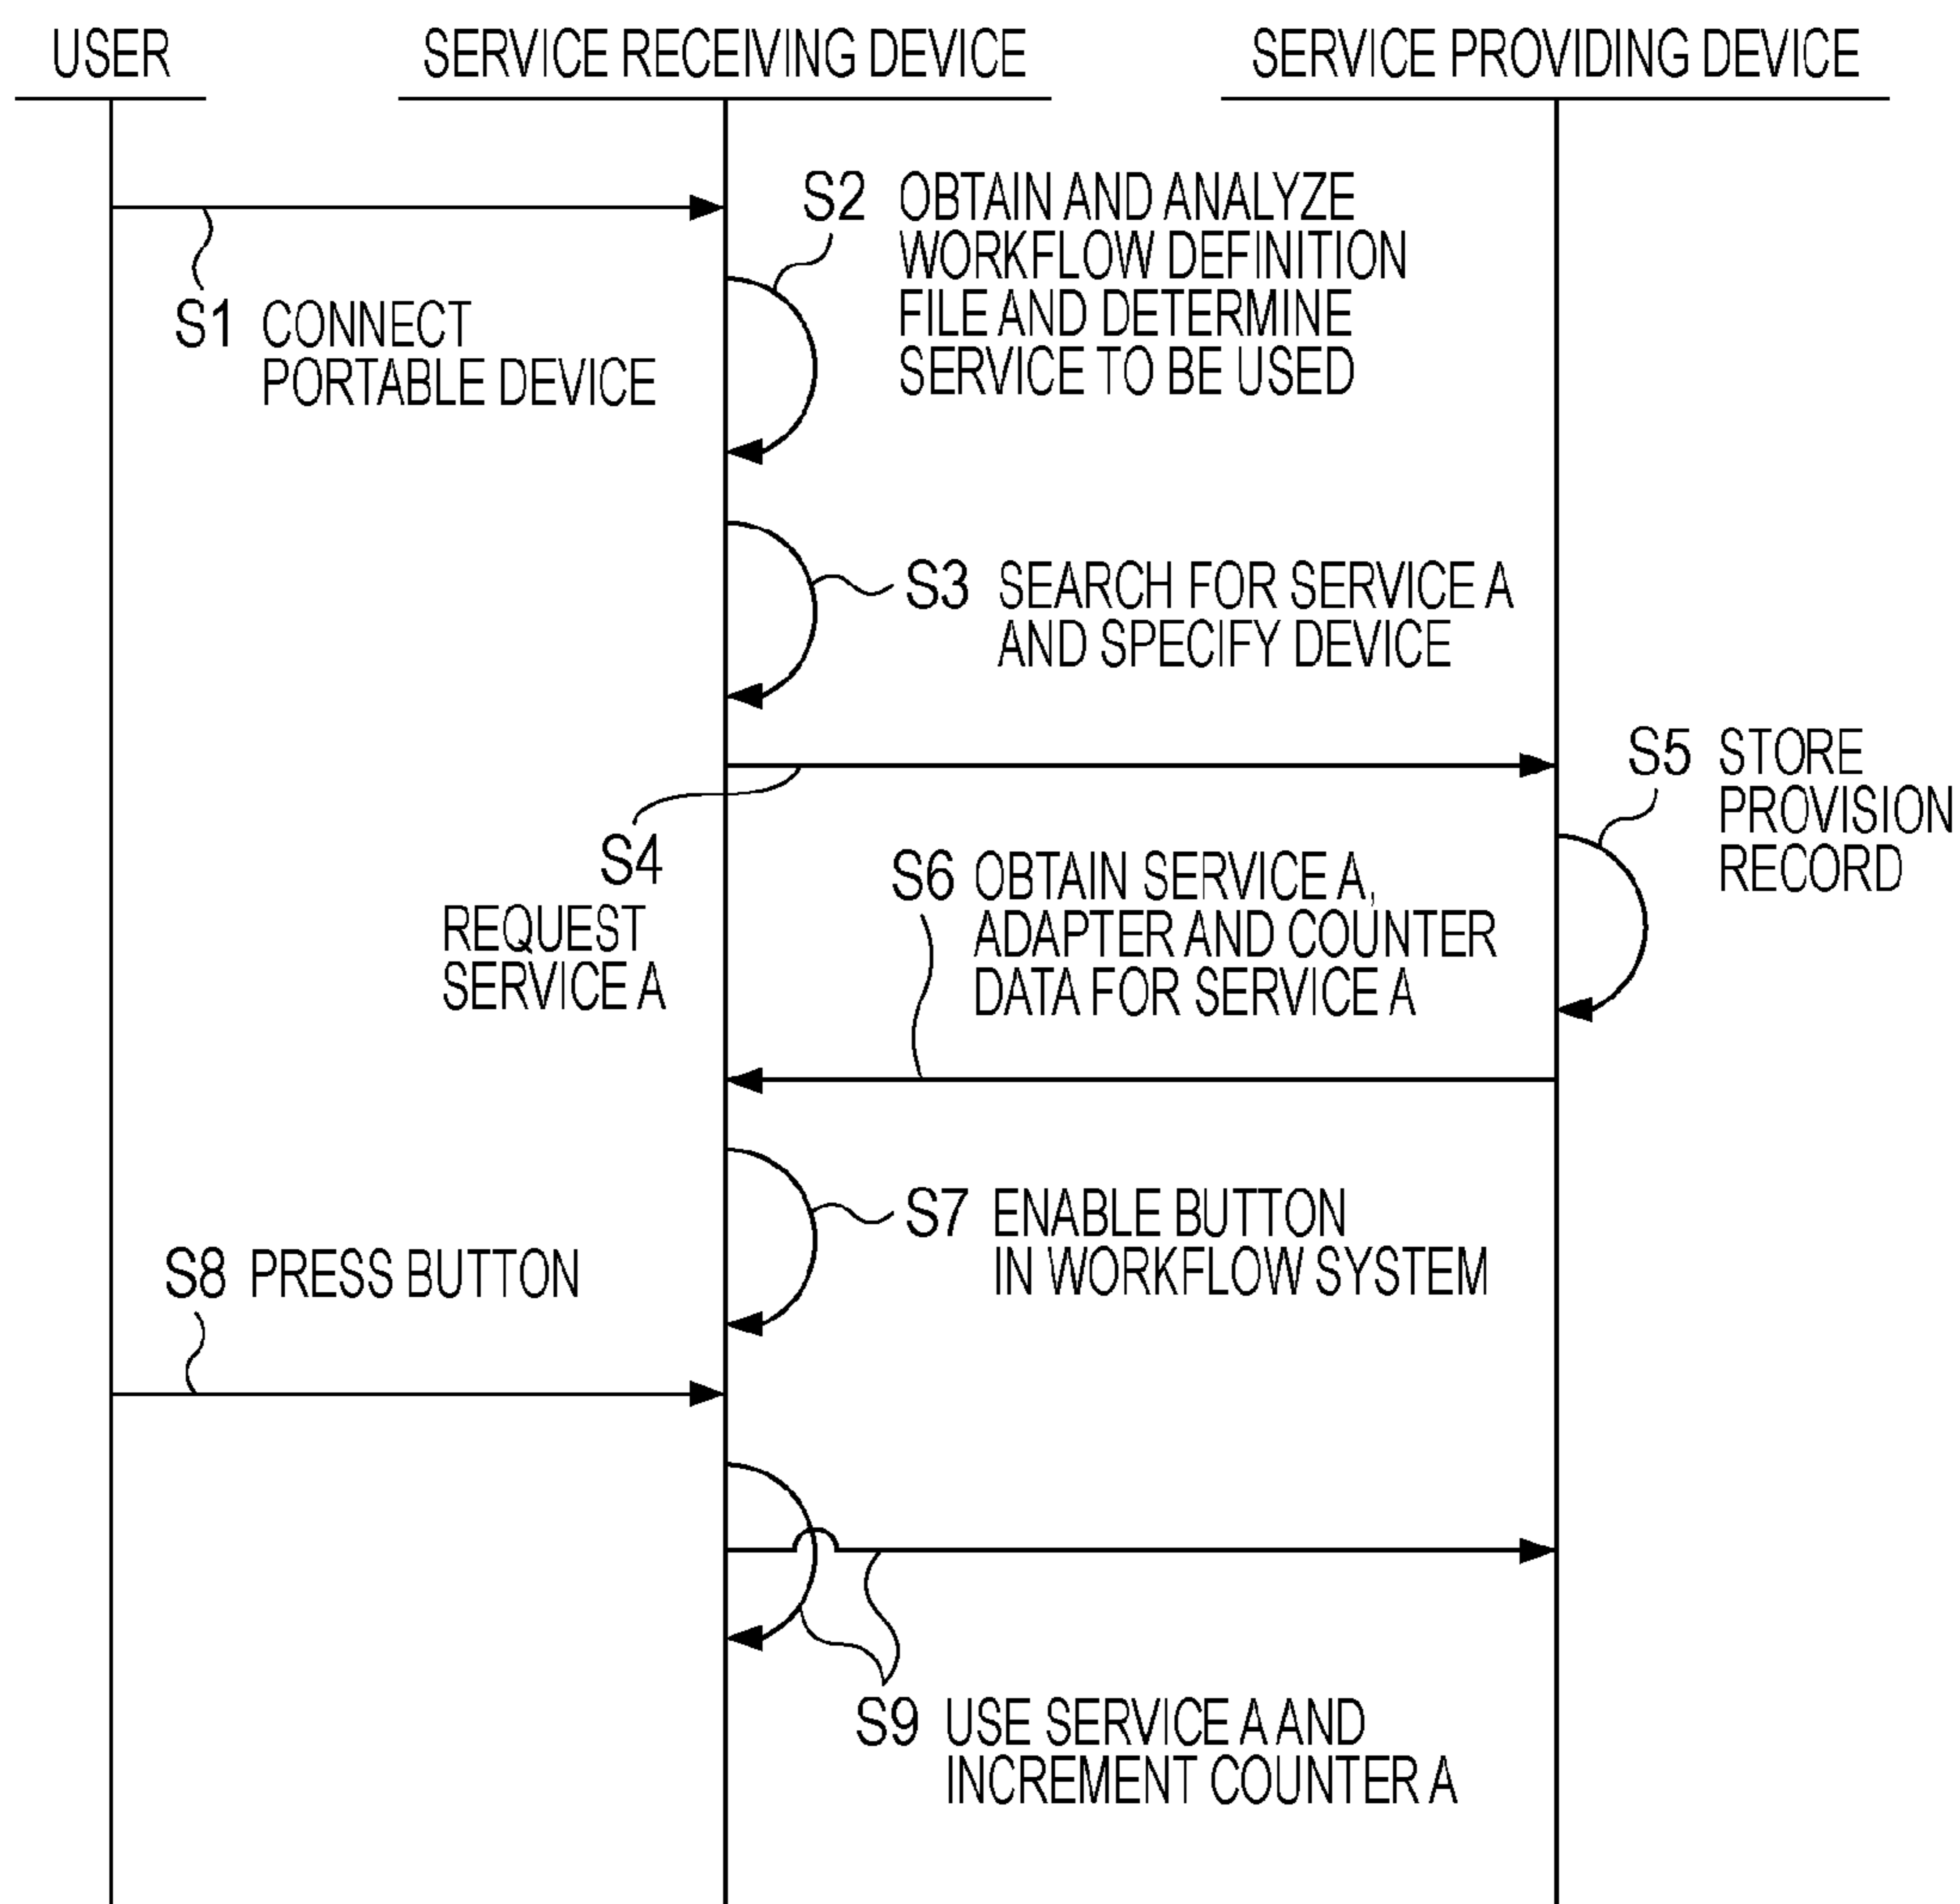 USER
SERVICE RECEIVING DEVICE
SERVICE PROVIDING DEVICE
S1 CONNECT
PORTABLE DEVICE
S2 OBTAIN AND ANALYZE
WORKFLOW DEFINITION
FILE AND DETERMINE
SERVICE TO BE USED
S3 SEARCH FOR SERVICE A
AND SPECIFY DEVICE
S4
REQUEST
SERVICE A
S5 STORE
PROVISION
RECORD
S6 OBTAIN SERVICE A,
ADAPTER AND COUNTER
DATA FOR SERVICE A
S7 ENABLE BUTTON
IN WORKFLOW SYSTEM
S8 PRESS BUTTON
S9 USE SERVICE A AND
INCREMENT COUNTER A